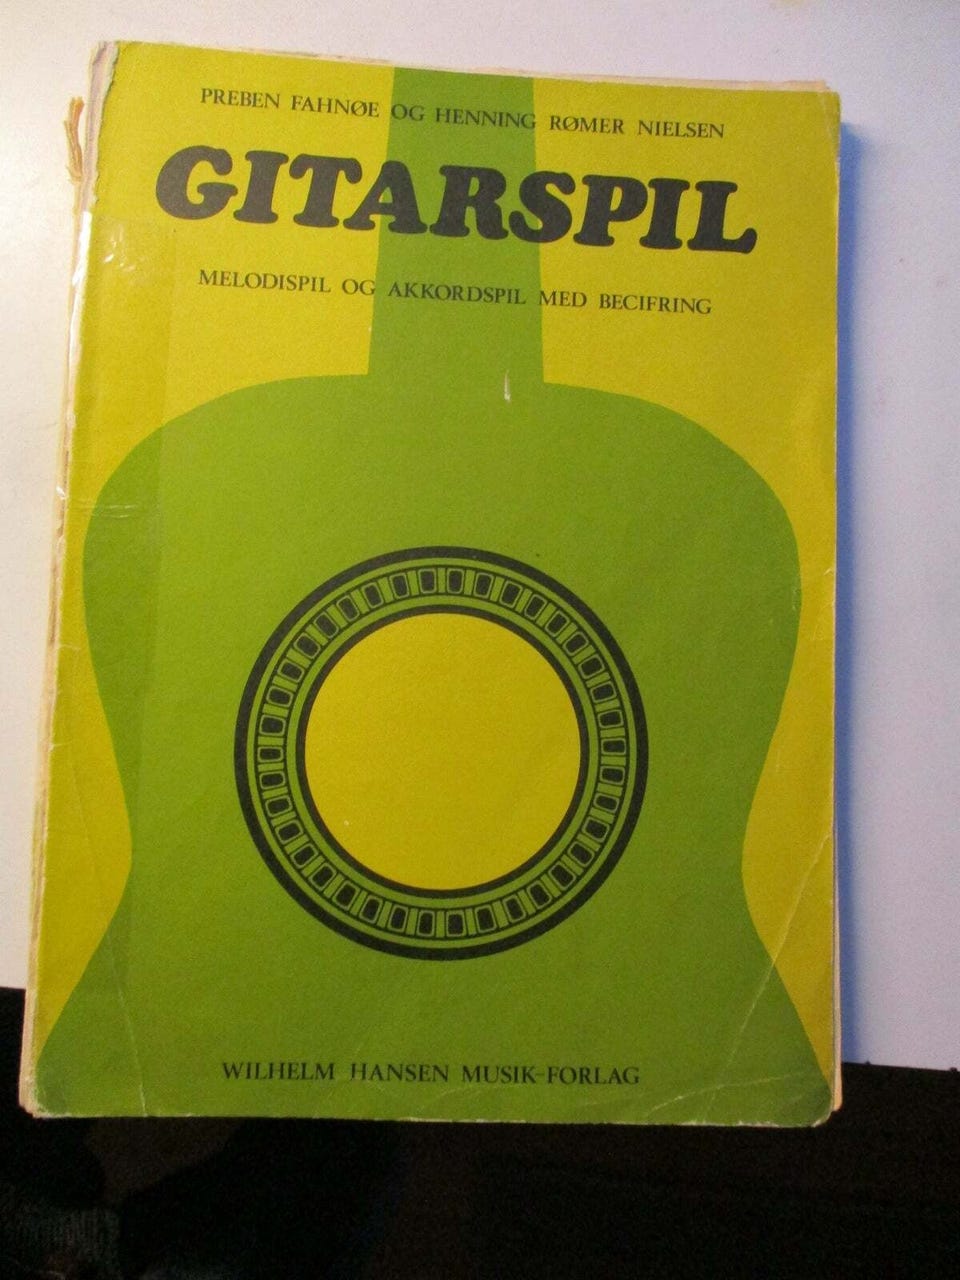 PREBEN FAHNØE OG HENNING RØMER NIELSEN
GITARSPIL
MELODISPIL OG AKKORDSPIL MED BECIFRING
WILHELM HANSEN MUSIK-FORLAG